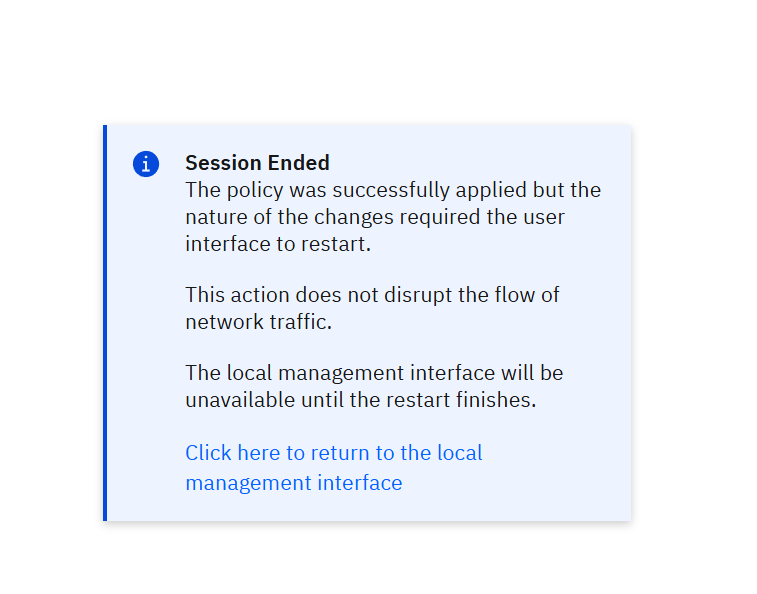 Session Ended
The policy was successfully applied but the
nature of the changes required the user
interface to restart.
This action does not disrupt the flow of
network traffic.
The local management interface will be
unavailable until the restart finishes.
Click here to return to the local
management interface